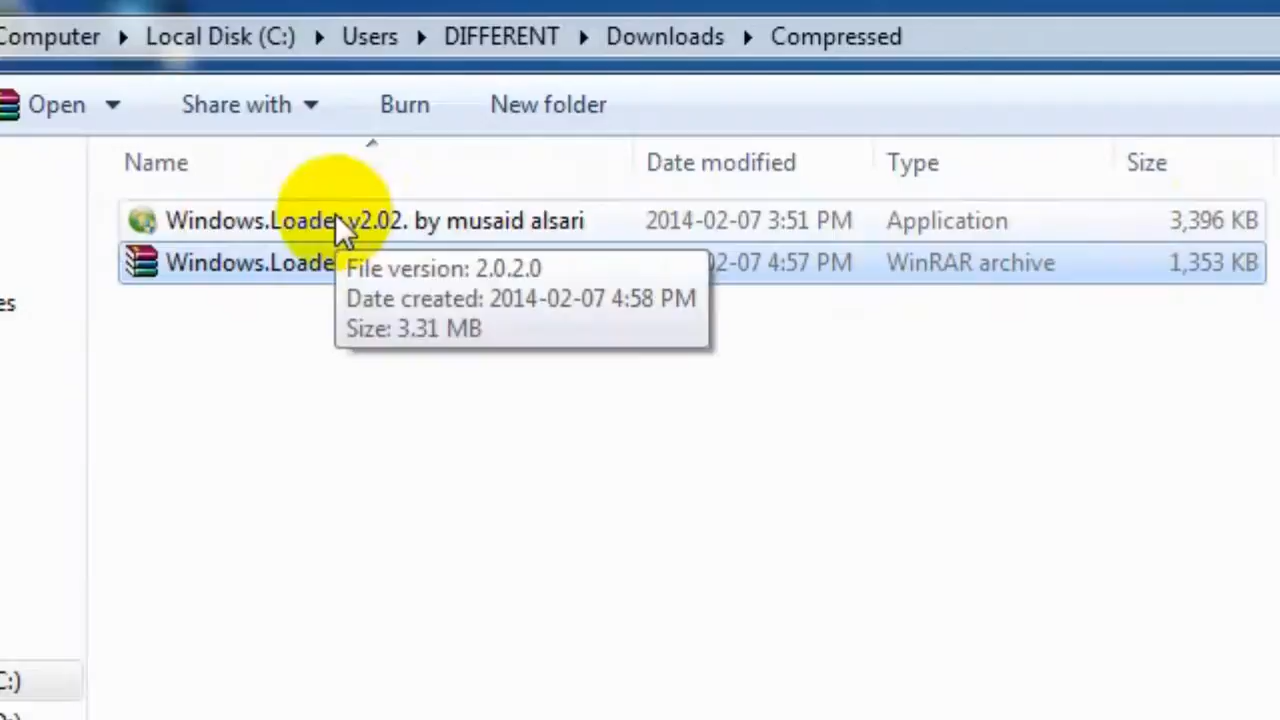 Computer ▸ Local Disk (C:) ▸ Users ▸ DIFFERENT ▸ Downloads ▸ Compressed
Open Share with Burn New folder
Name Date modified Type Size
Windows.Loader v2.02. by musaid alsari 2014-02-07 3:51 PM Application 3,396 KB
Windows.Loade 02-07 4:57 PM WinRAR archive 1,353 KB
File version: 2.0.2.0
Date created: 2014-02-07 4:58 PM
Size: 3.31 MB
es
C:)